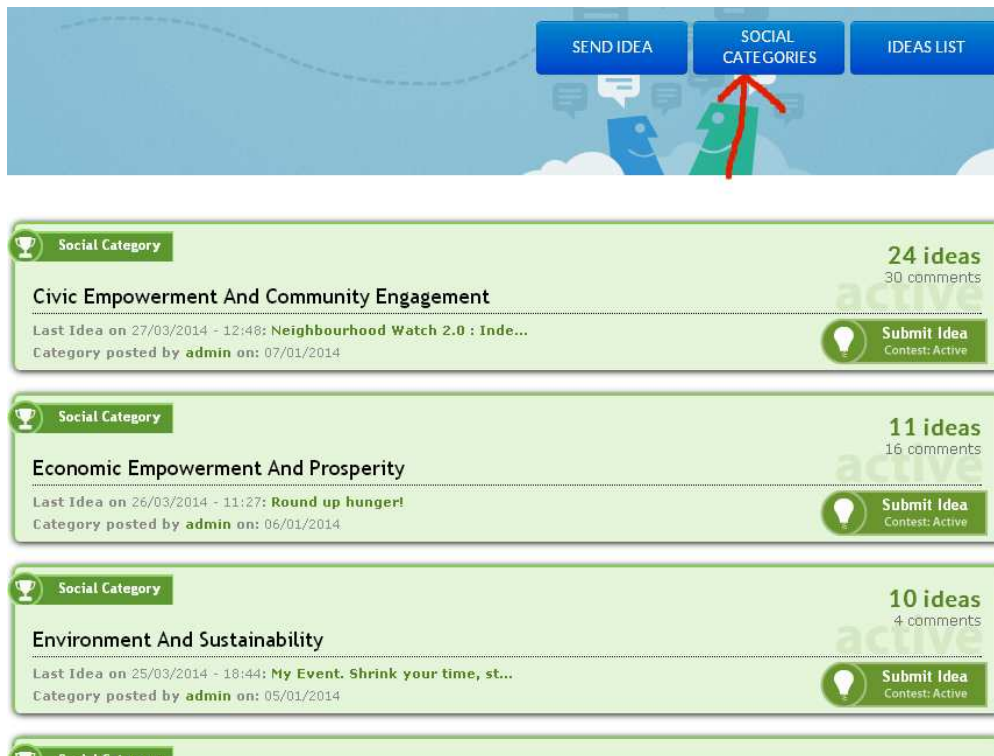 SEND IDEA
SOCIAL
CATEGORIES
IDEAS LIST
Social Category
24 ideas
30 comments
active
Civic Empowerment And Community Engagement
Last Idea on 27/03/2014 - 12:48: Neighbourhood Watch 2.0 : Inde...
Category posted by admin on: 07/01/2014
Submit Idea
Contest: Active
Social Category
11 ideas
16 comments
active
Economic Empowerment And Prosperity
Last Idea on 26/03/2014 - 11:27: Round up hunger!
Category posted by admin on: 06/01/2014
Submit Idea
Contest: Active
Social Category
10 ideas
4 comments
active
Environment And Sustainability
Last Idea on 25/03/2014 - 18:44: My Event. Shrink your time, st...
Category posted by admin on: 05/01/2014
Submit Idea
Contest: Active